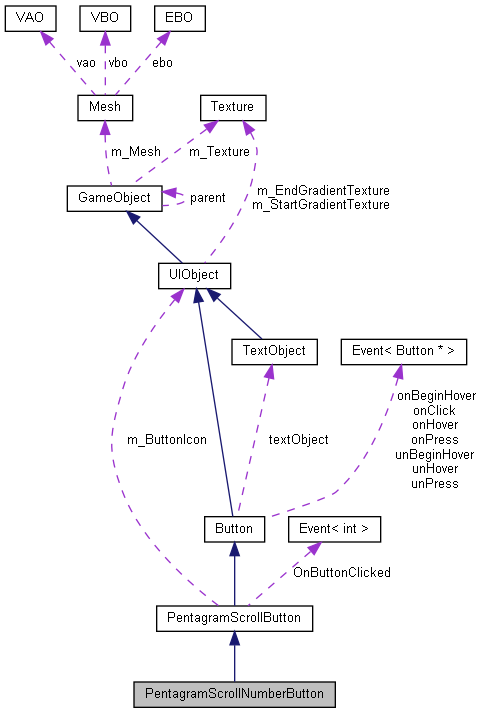 VAO
VBO
EBO
vao
vbo
ebo
Mesh
Texture
m_Mesh
m_Texture
GameObject
parent
m_EndGradientTexture
m_StartGradientTexture
UIObject
TextObject
Event< Button * >
onBeginHover
onClick
onHover
onPress
unBeginHover
unHover
unPress
m_ButtonIcon
textObject
Button
Event< int >
OnButtonClicked
PentagramScrollButton
PentagramScrollNumberButton